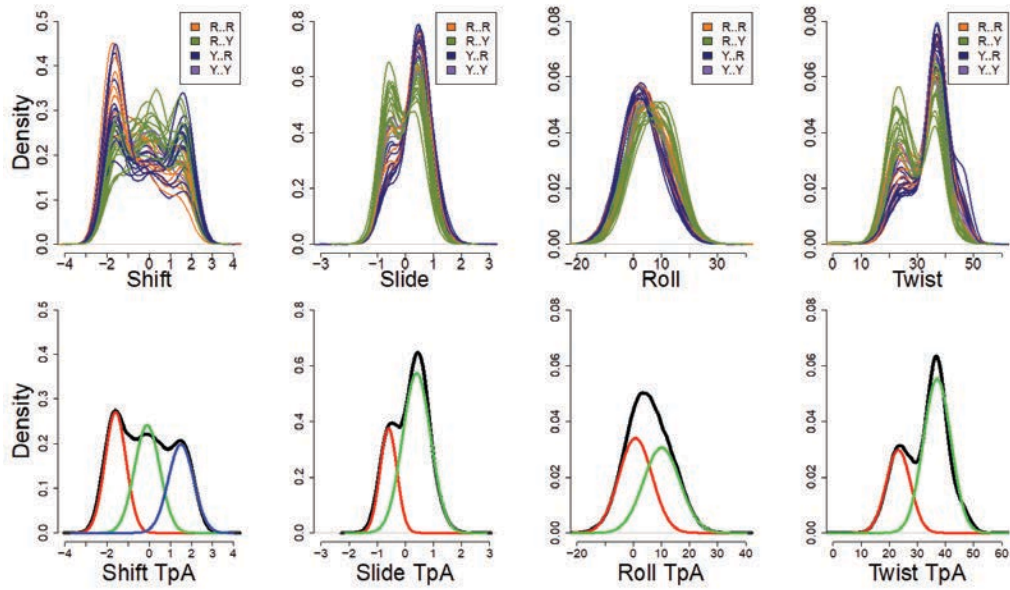 Density
0.5
0.4
0.3
0.2
0.1
0.0
R..R
R..Y
Y..R
Y..Y
−4 −2 0 1 2 3 4
Shift
0.8
0.6
0.4
0.2
0.0
R..R
R..Y
Y..R
Y..Y
−3 −1 0 1 2 3
Slide
0.08
0.06
0.04
0.02
0.00
R..R
R..Y
Y..R
Y..Y
−20 0 10 30
Roll
0.08
0.06
0.04
0.02
0.00
R..R
R..Y
Y..R
Y..Y
0 10 30 50
Twist
Density
0.5
0.4
0.3
0.2
0.1
0.0
−4 −2 0 2 4
Shift TpA
0.8
0.6
0.4
0.2
0.0
−3 −2 −1 0 1 2 3
Slide TpA
0.08
0.06
0.04
0.02
0.00
−20 0 10 20 30 40
Roll TpA
0.08
0.06
0.04
0.02
0.00
0 10 20 30 40 50 60
Twist TpA